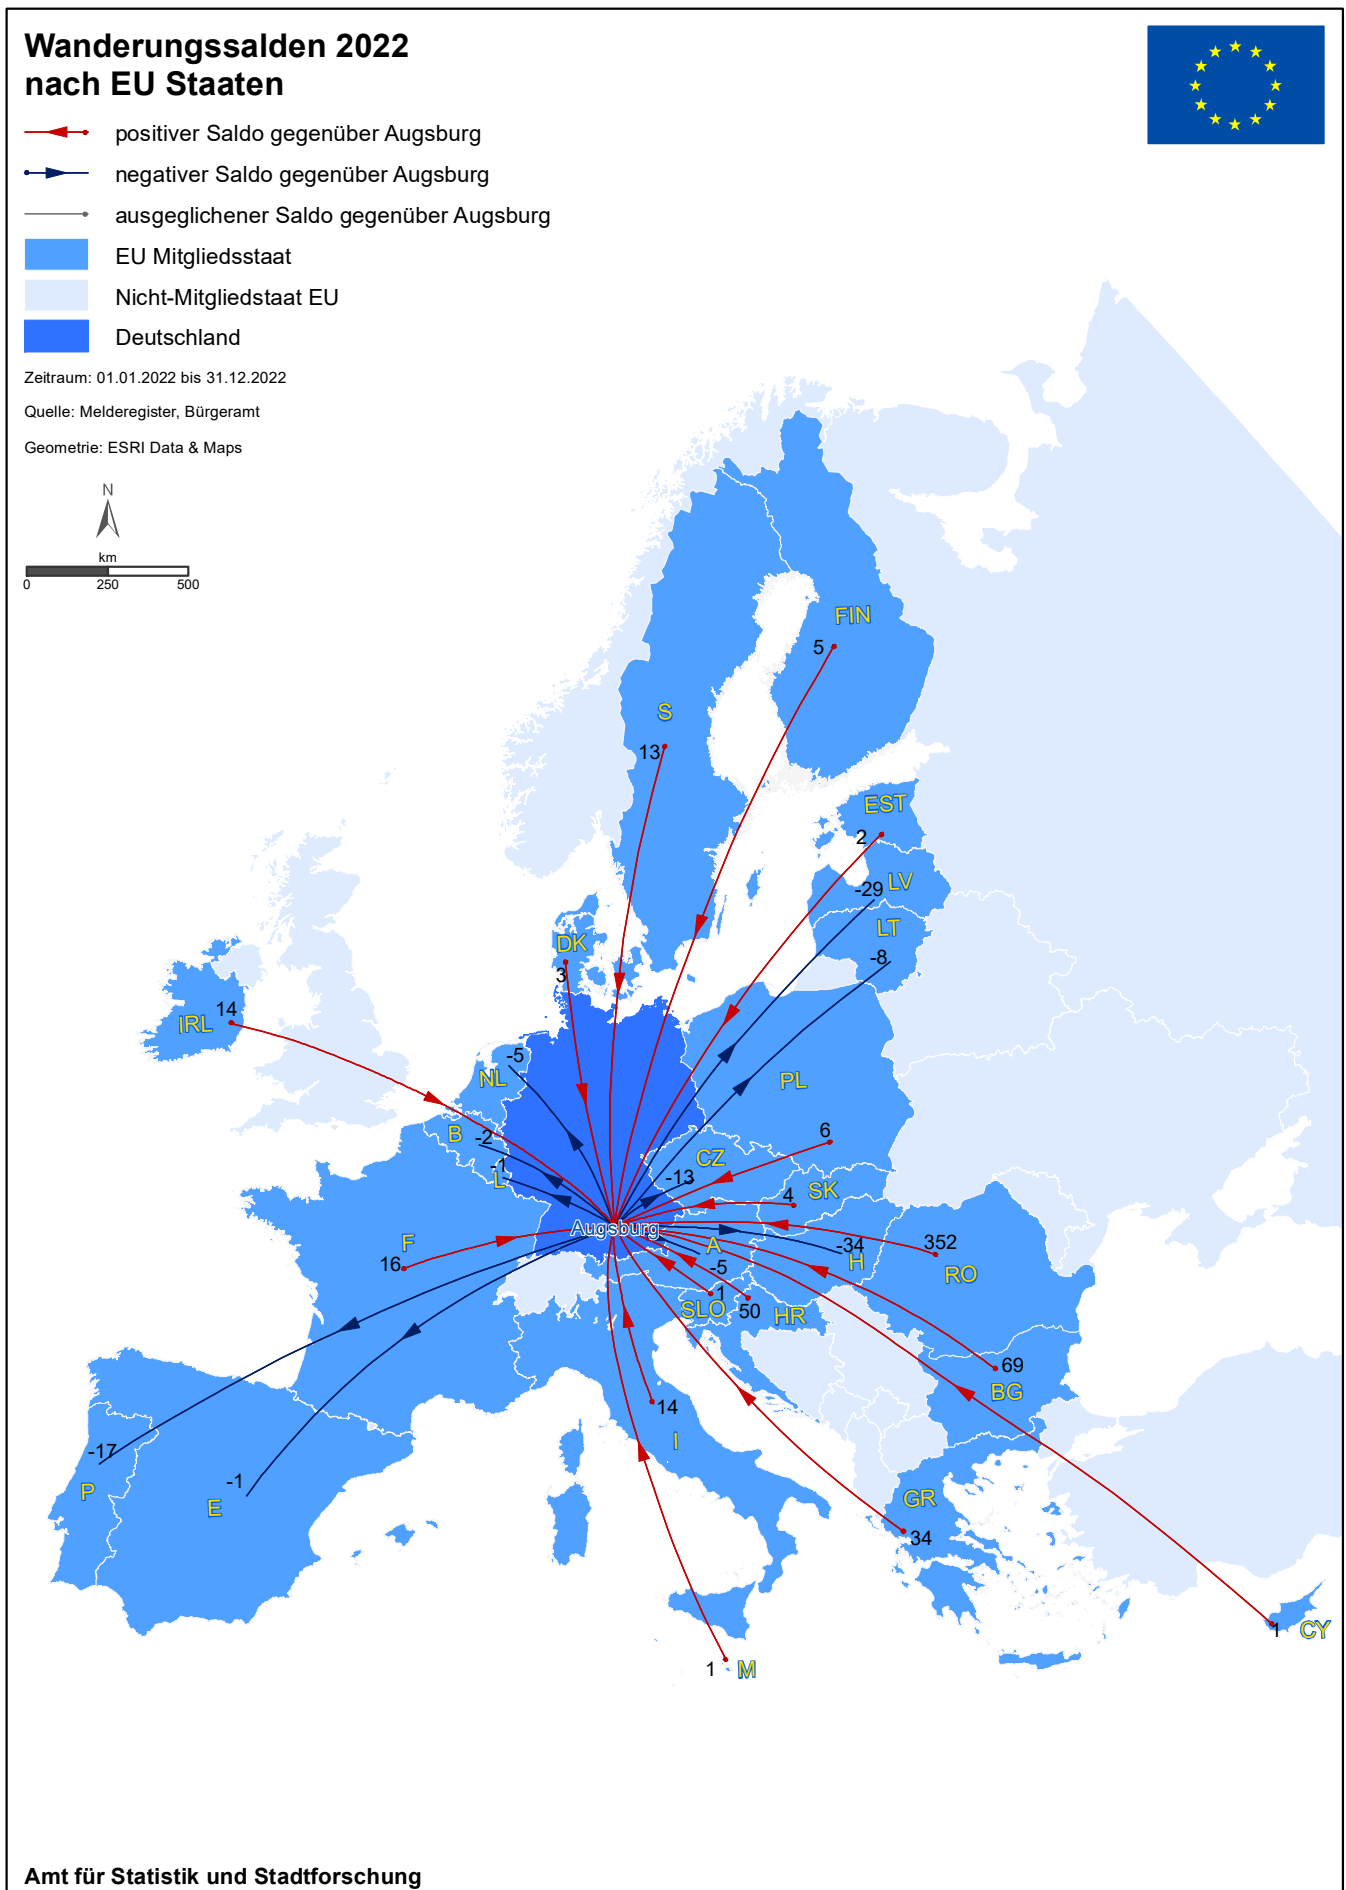 Wanderungssalden 2022
nach EU Staaten
positiver Saldo gegenüber Augsburg
negativer Saldo gegenüber Augsburg
ausgeglichener Saldo gegenüber Augsburg
EU Mitgliedsstaat
Nicht-Mitgliedstaat EU
Deutschland
Zeitraum: 01.01.2022 bis 31.12.2022
Quelle: Melderegister, Bürgeramt
Geometrie: ESRI Data & Maps
N
km
0 250 500
FIN
5
S
13
EST
2
LV
-29
LT
-8
DK
3
14
IRL
-5
NL
PL
B
-2
6
CZ
-1
L
-13
SK
4
Augsburg
F
16
A
-5
-34
H
352
RO
1
SLO
50
HR
69
BG
14
I
-17
P
-1
E
GR
34
1
CY
1
M
Amt für Statistik und Stadtforschung